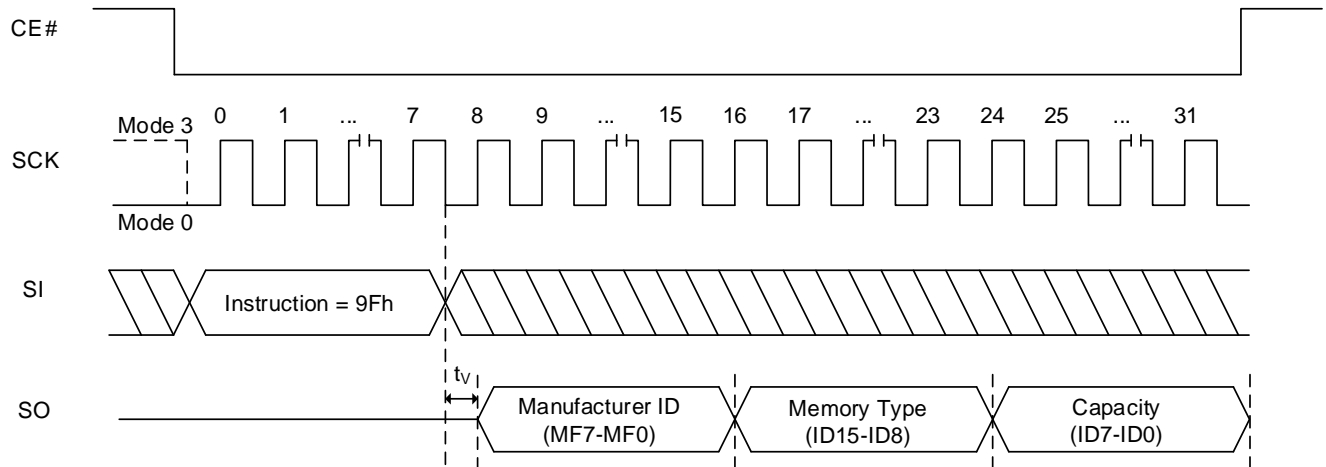 CE#
0 1 ... 7 8 9 ... 15 16 17 ... 23 24 25 ... 31
Mode 3
SCK
Mode 0
SI
Instruction = 9Fh
tV
SO
Manufacturer ID
(MF7-MF0)
Memory Type
(ID15-ID8)
Capacity
(ID7-ID0)